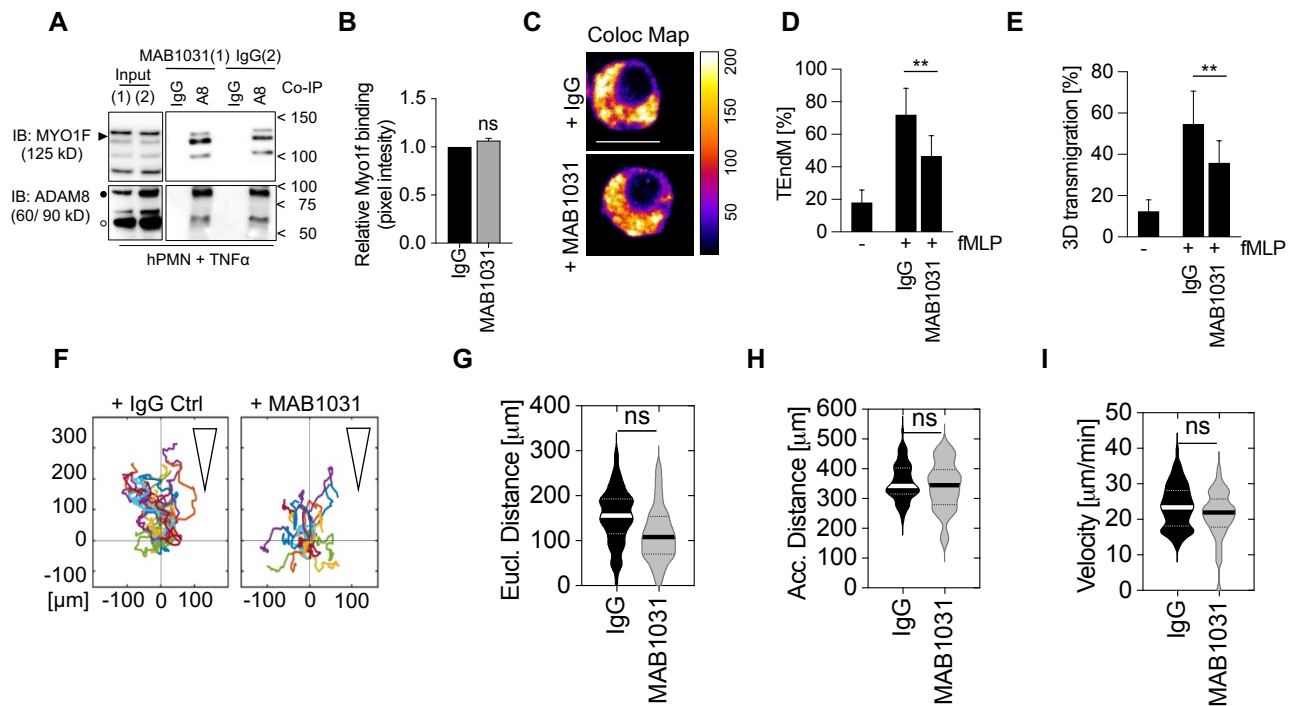 A
MAB1031(1) IgG(2)
Input
(1) (2)
IgG
A8
IgG
A8
Co-IP
IB: MYO1F
(125 kD)
< 150
< 100
IB: ADAM8
(60/ 90 kD)
< 100
< 75
< 50
hPMN + TNFα
B
Relative Myo1f binding
(pixel intesity)
1.5
1.0
0.5
0.0
ns
IgG
MAB1031
C
Coloc Map
+ IgG
+ MAB1031
200
150
100
50
D
TEndM [%]
100
80
60
40
20
0
**
- + + fMLP
IgG
MAB1031
E
3D transmigration [%]
80
60
40
20
0
**
- + + fMLP
IgG
MAB1031
F
+ IgG Ctrl
+ MAB1031
300
200
100
0
-100
[µm]
-100 0 100
-100 0 100
G
Eucl. Distance [µm]
400
300
200
100
0
ns
IgG
MAB1031
H
Acc. Distance [µm]
600
500
400
300
200
100
0
ns
IgG
MAB1031
I
Velocity [µm/min]
50
40
30
20
10
0
ns
IgG
MAB1031